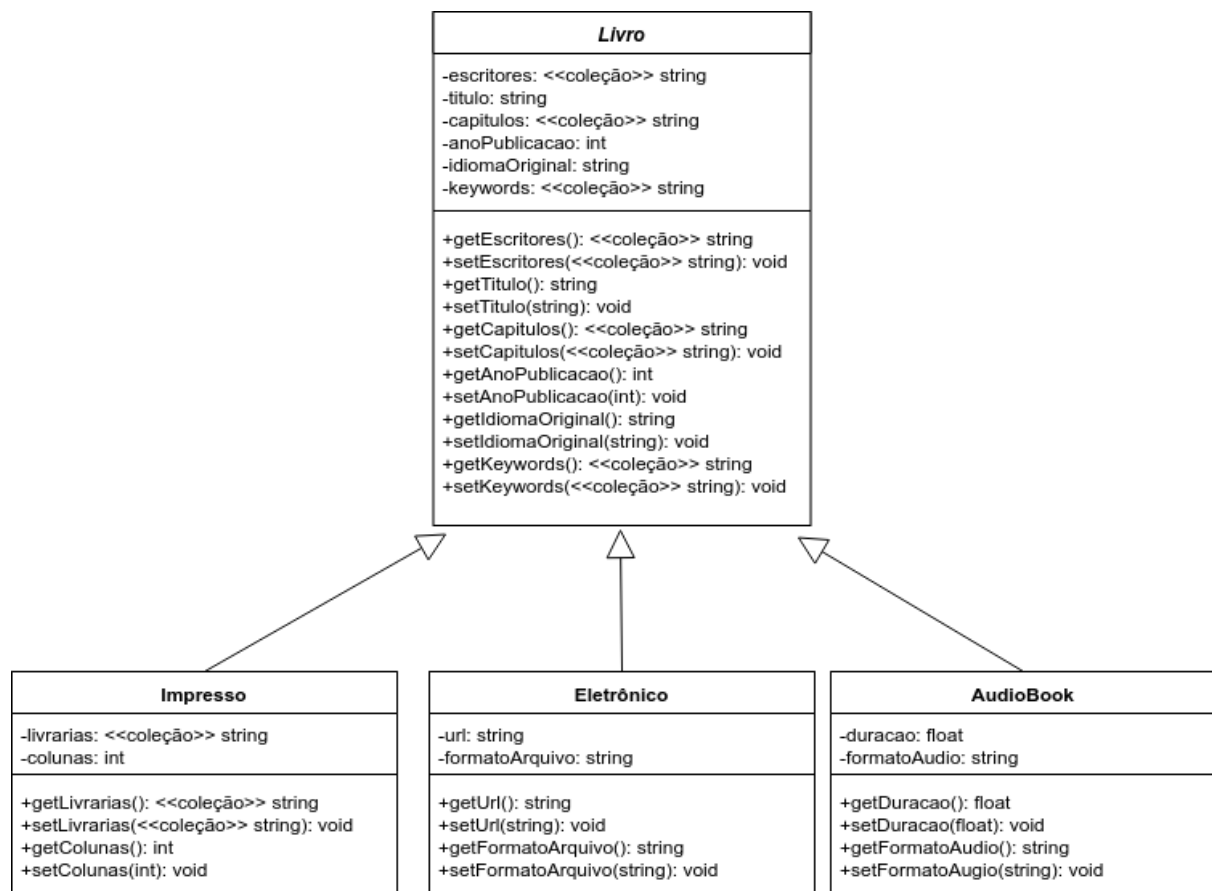 Livro
-escritores: <<coleção>> string
-titulo: string
-capitulos: <<coleção>> string
-anoPublicacao: int
-idiomaOriginal: string
-keywords: <<coleção>> string
+getEscritores(): <<coleção>> string
+setEscritores(<<coleção>> string): void
+getTitulo(): string
+setTitulo(string): void
+getCapitulos(): <<coleção>> string
+setCapitulos(<<coleção>> string): void
+getAnoPublicacao(): int
+setAnoPublicacao(int): void
+getIdiomaOriginal(): string
+setIdiomaOriginal(string): void
+getKeywords(): <<coleção>> string
+setKeywords(<<coleção>> string): void
Impresso
-livrarias: <<coleção>> string
-colunas: int
+getLivrarias(): <<coleção>> string
+setLivrarias(<<coleção>> string): void
+getColunas(): int
+setColunas(int): void
Eletrônico
-url: string
-formatoArquivo: string
+getUrl(): string
+setUrl(string): void
+getFormatoArquivo(): string
+setFormatoArquivo(string): void
AudioBook
-duracao: float
-formatoAudio: string
+getDuracao(): float
+setDuracao(float): void
+getFormatoAudio(): string
+setFormatoAugio(string): void